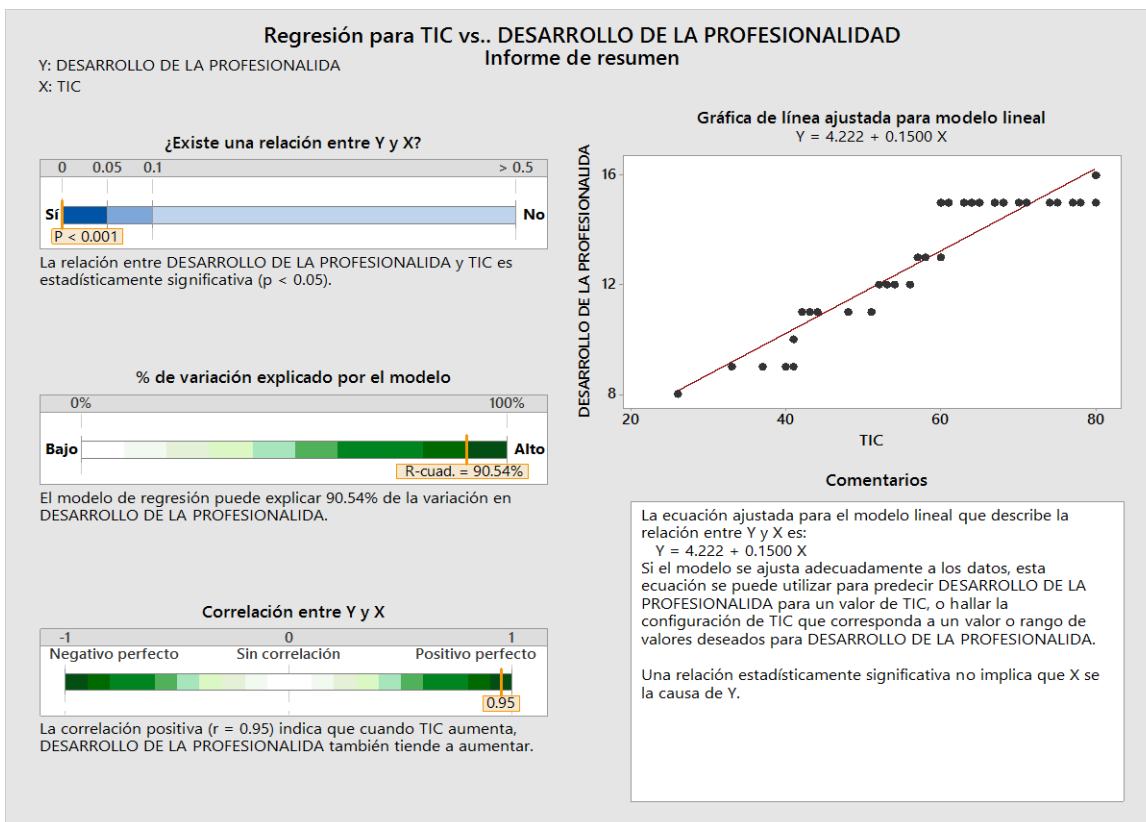 Regresión para TIC vs.. DESARROLLO DE LA PROFESIONALIDAD
Informe de resumen
Y: DESARROLLO DE LA PROFESIONALIDA
X: TIC
¿Existe una relación entre Y y X?
0 0.05 0.1 > 0.5
Sí No
P < 0.001
La relación entre DESARROLLO DE LA PROFESIONALIDA y TIC es
estadísticamente significativa (p < 0.05).
% de variación explicado por el modelo
0% 100%
Bajo Alto
R-cuad. = 90.54%
El modelo de regresión puede explicar 90.54% de la variación en
DESARROLLO DE LA PROFESIONALIDA.
Correlación entre Y y X
-1 0 1
Negativo perfecto Sin correlación Positivo perfecto
0.95
La correlación positiva (r = 0.95) indica que cuando TIC aumenta,
DESARROLLO DE LA PROFESIONALIDA también tiende a aumentar.
Gráfica de línea ajustada para modelo lineal
Y = 4.222 + 0.1500 X
DESARROLLO DE LA PROFESIONALIDA
16
12
8
20 40 60 80
TIC
Comentarios
La ecuación ajustada para el modelo lineal que describe la
relación entre Y y X es:
Y = 4.222 + 0.1500 X
Si el modelo se ajusta adecuadamente a los datos, esta
ecuación se puede utilizar para predecir DESARROLLO DE LA
PROFESIONALIDA para un valor de TIC, o hallar la
configuración de TIC que corresponda a un valor o rango de
valores deseados para DESARROLLO DE LA PROFESIONALIDA.
Una relación estadísticamente significativa no implica que X se
la causa de Y.